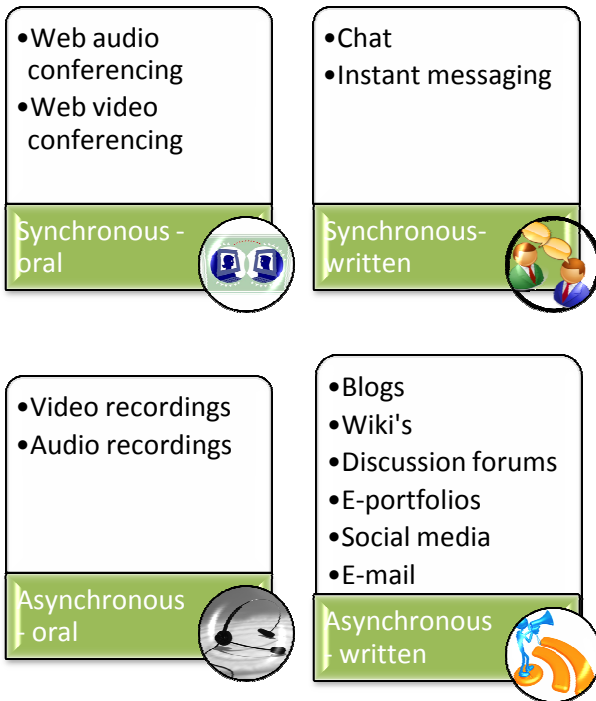 •Web audio
conferencing
•Web video
conferencing
Synchronous -
oral
•Chat
•Instant messaging
Synchronous-
written
•Video recordings
•Audio recordings
Asynchronous
- oral
•Blogs
•Wiki's
•Discussion forums
•E-portfolios
•Social media
•E-mail
Asynchronous
- written